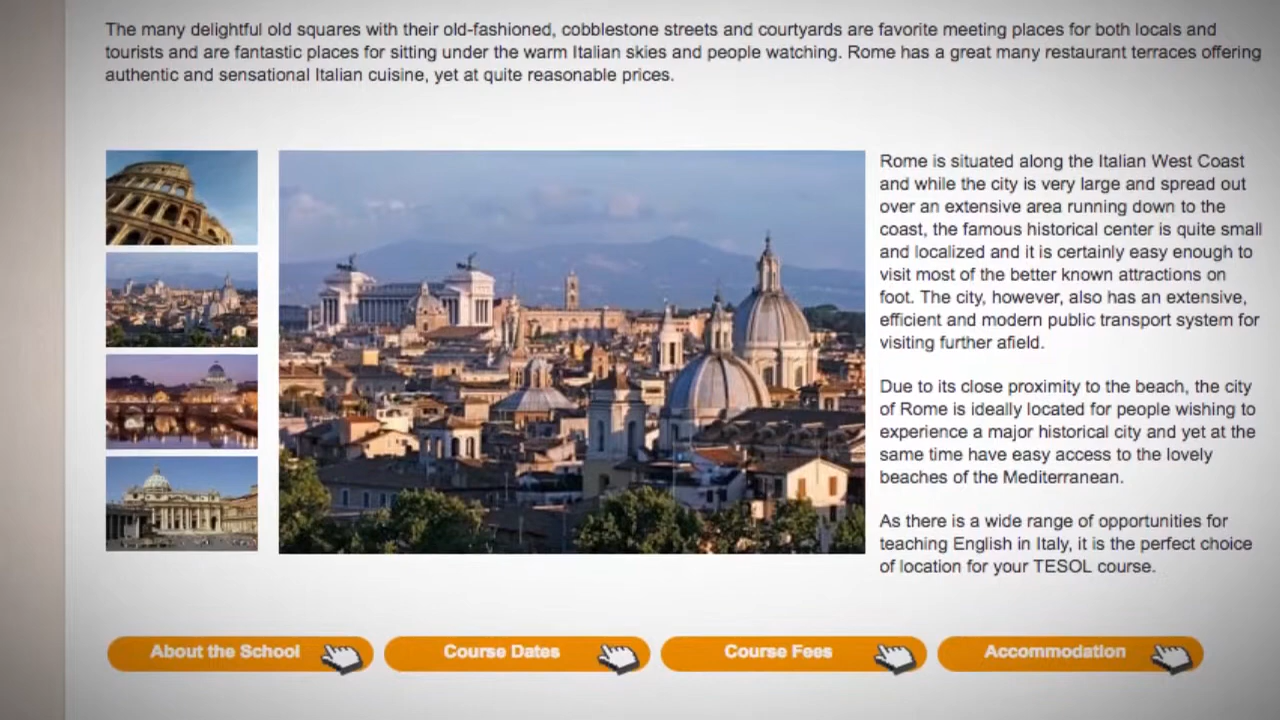 The many delightful old squares with their old-fashioned, cobblestone streets and courtyards are favorite meeting places for both locals and
tourists and are fantastic places for sitting under the warm Italian skies and people watching. Rome has a great many restaurant terraces offering
authentic and sensational Italian cuisine, yet at quite reasonable prices.
Rome is situated along the Italian West Coast
and while the city is very large and spread out
over an extensive area running down to the
coast, the famous historical center is quite small
and localized and it is certainly easy enough to
visit most of the better known attractions on
foot. The city, however, also has an extensive,
efficient and modern public transport system for
visiting further afield.
Due to its close proximity to the beach, the city
of Rome is ideally located for people wishing to
experience a major historical city and yet at the
same time have easy access to the lovely
beaches of the Mediterranean.
As there is a wide range of opportunities for
teaching English in Italy, it is the perfect choice
of location for your TESOL course.
About the School
Course Dates
Course Fees
Accommodation